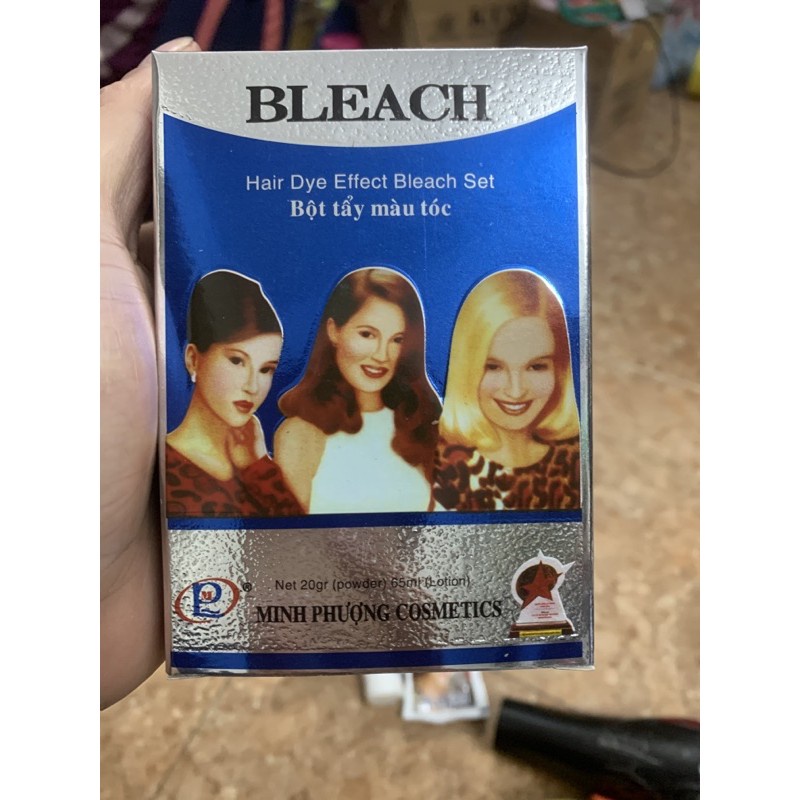 BLEACH
Hair Dye Effect Bleach Set
Bột tẩy màu tóc
Net 20gr (powder) 65ml (Lotion)
MINH PHƯỢNG COSMETICS